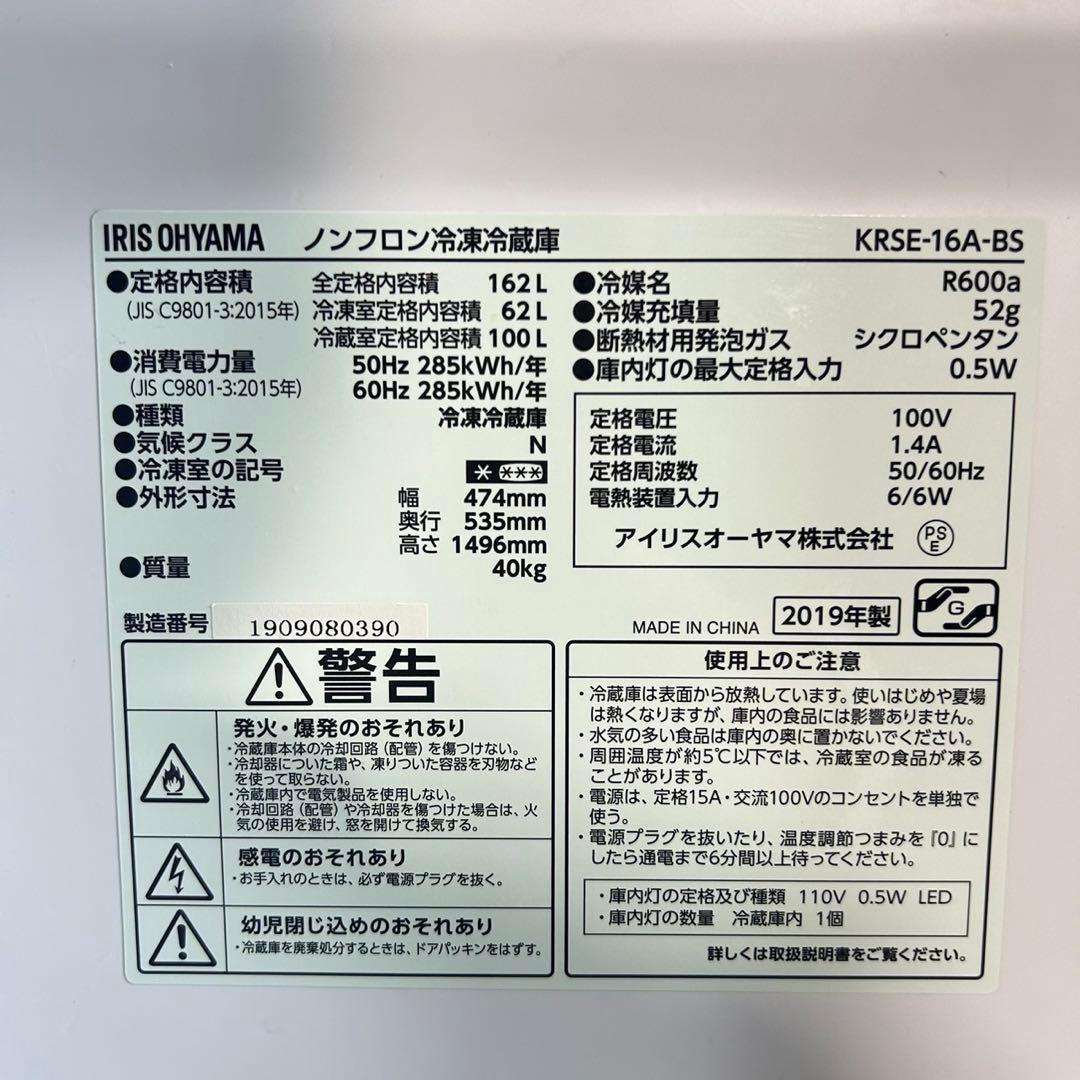 IRIS OHYAMA ノンフロン冷凍冷蔵庫 KRSE-16A-BS
●定格内容積 全定格内容積 162L
(JIS C9801-3:2015年) 冷凍室定格内容積 62L
冷蔵室定格内容積 100L
●消費電力量 50Hz 285kWh/年
(JIS C9801-3:2015年) 60Hz 285kWh/年
●種類 冷凍冷蔵庫
●気候クラス N
●冷凍室の記号 * ***
●外形寸法 幅 474mm
奥行 535mm
高さ 1496mm
●質量 40kg
●冷媒名 R600a
●冷媒充填量 52g
●断熱材用発泡ガス シクロペンタン
●庫内灯の最大定格入力 0.5W
定格電圧 100V
定格電流 1.4A
定格周波数 50/60Hz
電熱装置入力 6/6W
アイリスオーヤマ株式会社 PSE
製造番号 1909080390
MADE IN CHINA 2019年製 G
警告
発火・爆発のおそれあり
・冷蔵庫本体の冷却回路(配管)を傷つけない。
・冷却器についた霜や、凍りついた容器を刃物など
を使って取らない。
・冷蔵庫内で電気製品を使用しない。
・冷却回路(配管)や冷却器を傷つけた場合は、火
気の使用を避け、窓を開けて換気する。
感電のおそれあり
・お手入れのときは、必ず電源プラグを抜く。
幼児閉じ込めのおそれあり
・冷蔵庫を廃棄処分するときは、ドアパッキンをはずす。
使用上のご注意
・冷蔵庫は表面から放熱しています。使いはじめや夏場
は熱くなりますが、庫内の食品には影響ありません。
・水気の多い食品は庫内の奥に置かないでください。
・周囲温度が約5℃以下では、冷蔵室の食品が凍る
ことがあります。
・電源は、定格15A・交流100Vのコンセントを単独で
使う。
・電源プラグを抜いたり、温度調節つまみを『0』に
したら通電まで6分間以上待ってください。
・庫内灯の定格及び種類 110V 0.5W LED
・庫内灯の数量 冷蔵庫内 1個
詳しくは取扱説明書をご覧ください。